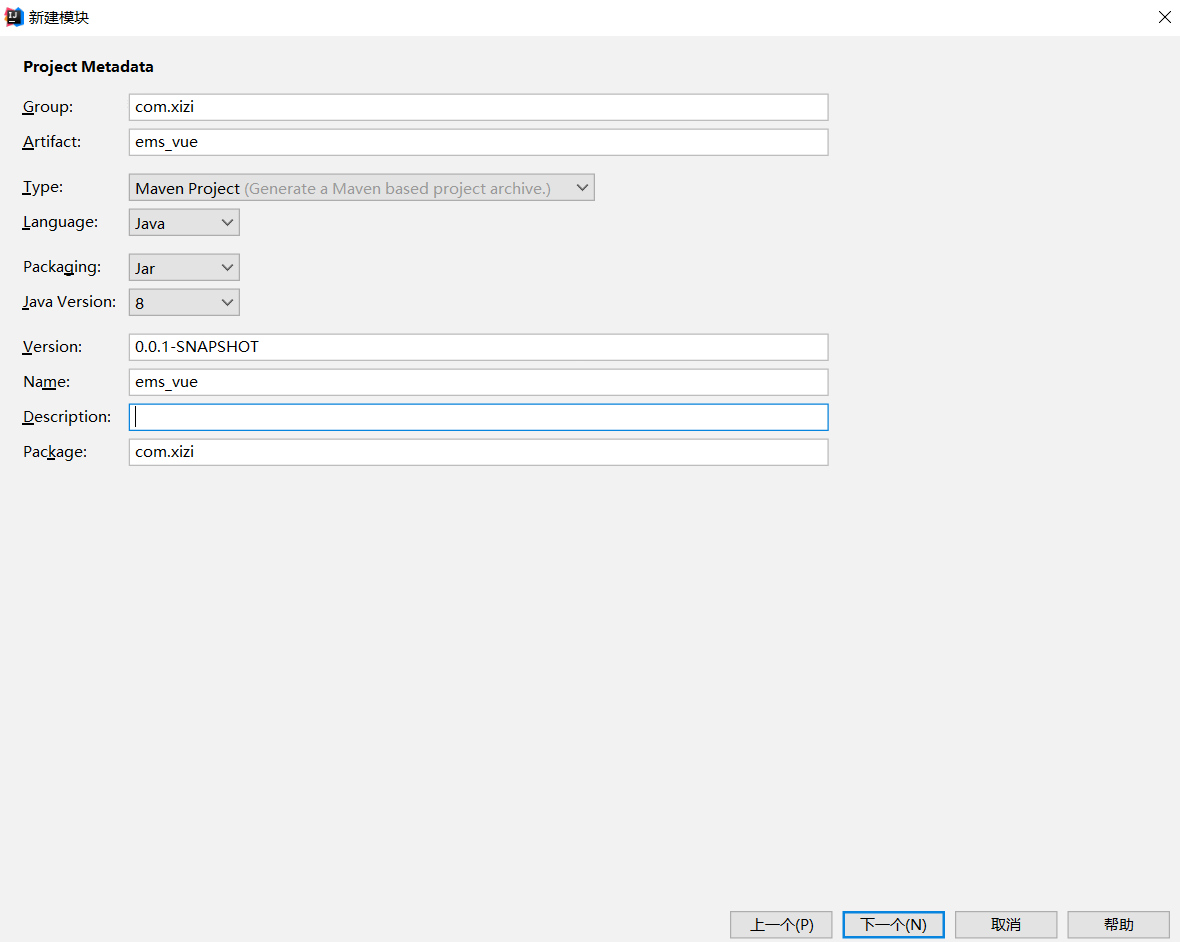 新建模块
Project Metadata
Group: com.xizi
Artifact: ems_vue
Type: Maven Project (Generate a Maven based project archive.)
Language: Java
Packaging: Jar
Java Version: 8
Version: 0.0.1-SNAPSHOT
Name: ems_vue
Description:
Package: com.xizi
上一个(P) 下一个(N) 取消 帮助